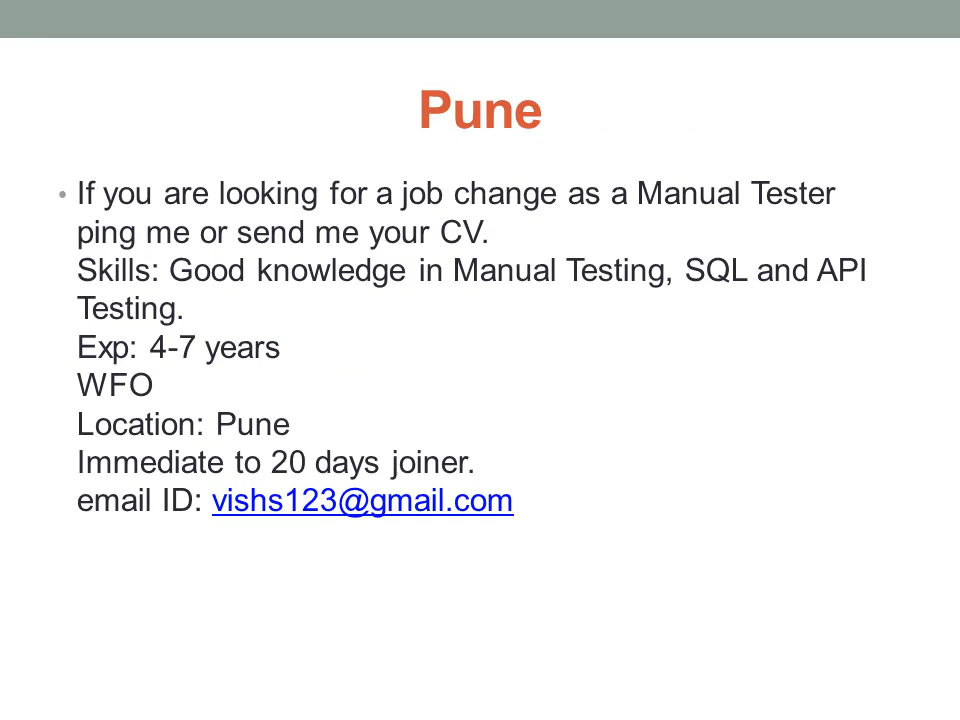 Pune
• If you are looking for a job change as a Manual Tester
ping me or send me your CV.
Skills: Good knowledge in Manual Testing, SQL and API
Testing.
Exp: 4-7 years
WFO
Location: Pune
Immediate to 20 days joiner.
email ID: vishs123@gmail.com